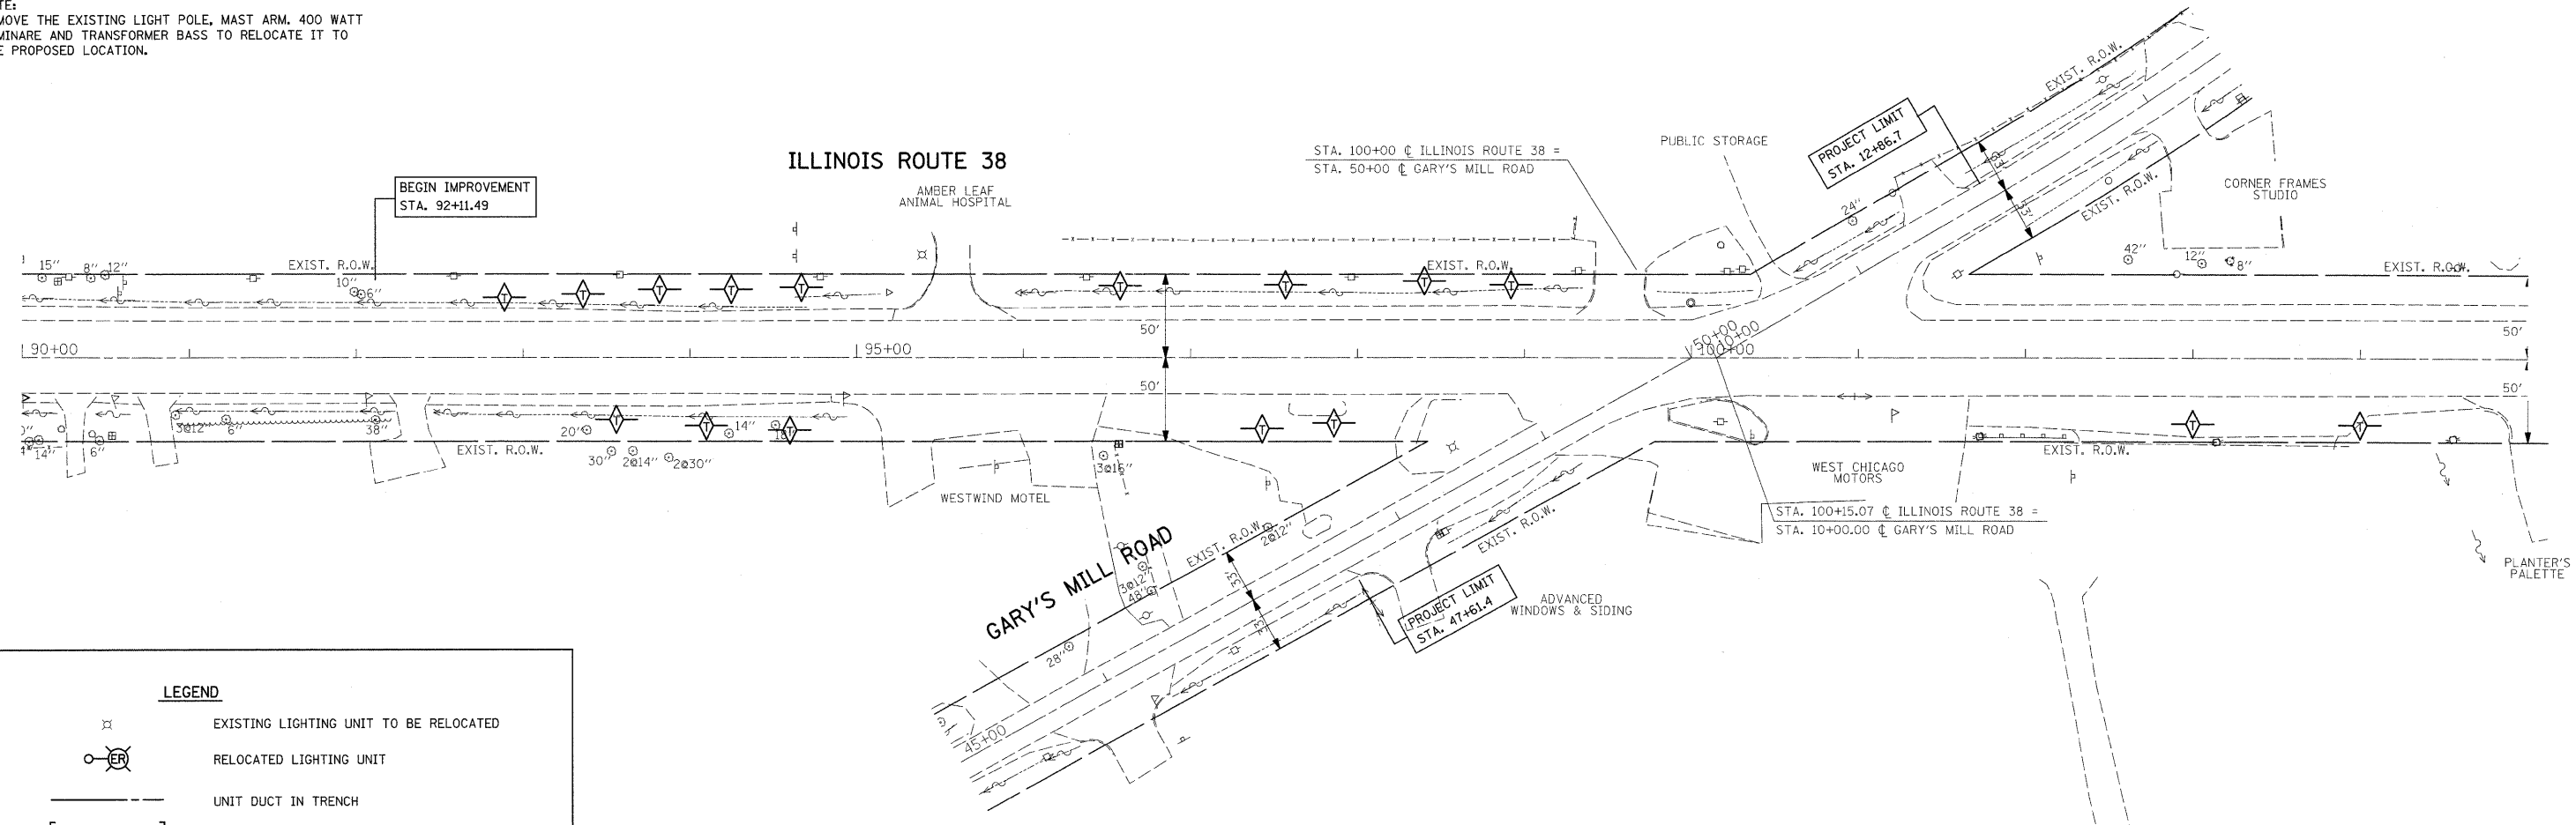 TE:
MOVE THE EXISTING LIGHT POLE, MAST ARM. 400 WATT
MINARE AND TRANSFORMER BASS TO RELOCATE IT TO
E PROPOSED LOCATION.
ILLINOIS ROUTE 38
AMBER LEAF
ANIMAL HOSPITAL
BEGIN IMPROVEMENT
STA. 92+11.49
STA. 100+00 ℄ ILLINOIS ROUTE 38 =
STA. 50+00 ℄ GARY'S MILL ROAD
PUBLIC STORAGE
PROJECT LIMIT
STA. 12+86.7
EXIST. R.O.W.
33'
33'
EXIST. R.O.W.
CORNER FRAMES
STUDIO
24"
42"
12"
8"
EXIST. R.O.W.
15"
8"
12"
EXIST. R.O.W.
10"
6"
T
T
T
T
T
T
T
T
T
EXIST. R.O.W.
50'
50'
90+00
95+00
50+00
10+00
100+00
50'
50'
3@12"
6"
38"
14"
6"
EXIST. R.O.W.
20"
T
T
14"
18"
T
30"
2@14"
2@30"
3@16"
T
T
T
T
EXIST. R.O.W.
WESTWIND MOTEL
WEST CHICAGO
MOTORS
STA. 100+15.07 ℄ ILLINOIS ROUTE 38 =
STA. 10+00.00 ℄ GARY'S MILL ROAD
PLANTER'S
PALETTE
GARY'S MILL ROAD
EXIST. R.O.W.
2@12"
EXIST. R.O.W.
33'
33'
3@12"
48"
28"
45+00
PROJECT LIMIT
STA. 47+61.4
ADVANCED
WINDOWS & SIDING
LEGEND
EXISTING LIGHTING UNIT TO BE RELOCATED
ER
RELOCATED LIGHTING UNIT
UNIT DUCT IN TRENCH